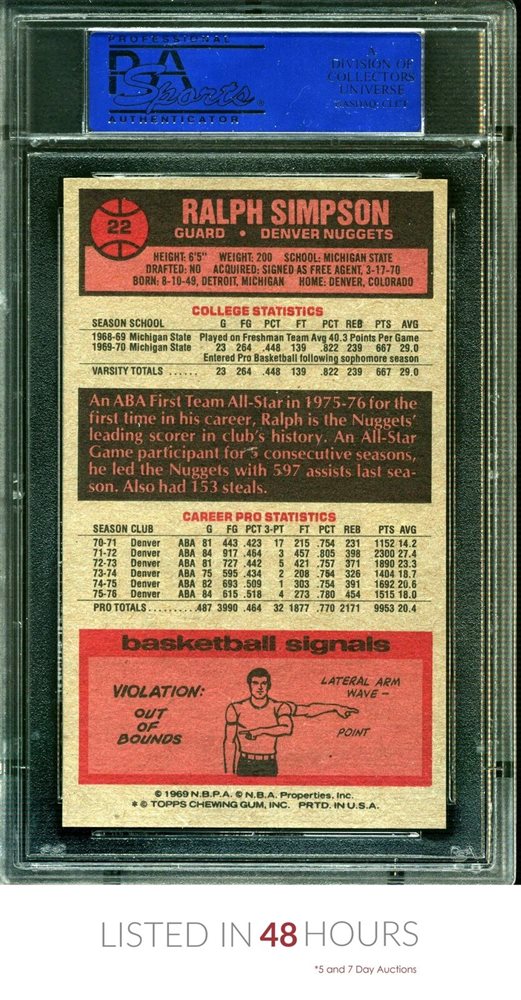 PROFESSIONAL
PSA
Sports®
AUTHENTICATOR
A
DIVISION OF
COLLECTORS
UNIVERSE
NASDAQ: CLCT
22
RALPH SIMPSON
GUARD • DENVER NUGGETS
HEIGHT: 6'5" WEIGHT: 200 SCHOOL: MICHIGAN STATE
DRAFTED: NO ACQUIRED: SIGNED AS FREE AGENT, 3-17-70
BORN: 8-10-49, DETROIT, MICHIGAN HOME: DENVER, COLORADO
COLLEGE STATISTICS
SEASON SCHOOL G FG PCT FT PCT REB PTS AVG
1968-69 Michigan State Played on Freshman Team Avg 40.3 Points Per Game
1969-70 Michigan State 23 264 .448 139 .822 239 667 29.0
Entered Pro Basketball following sophomore season
VARSITY TOTALS ...... 23 264 .448 139 .822 239 667 29.0
An ABA First Team All-Star in 1975-76 for the
first time in his career, Ralph is the Nuggets'
leading scorer in club's history. An All-Star
Game participant for 5 consecutive seasons,
he led the Nuggets with 597 assists last sea-
son. Also had 153 steals.
CAREER PRO STATISTICS
SEASON CLUB G FG PCT 3-PT FT PCT REB PTS AVG
70-71 Denver ABA 81 443 .423 17 215 .754 231 1152 14.2
71-72 Denver ABA 84 917 .464 3 457 .805 398 2300 27.4
72-73 Denver ABA 81 727 .442 5 421 .757 371 1890 23.3
73-74 Denver ABA 75 595 .434 2 208 .764 326 1404 18.7
74-75 Denver ABA 82 693 .509 1 303 .754 391 1692 20.6
75-76 Denver ABA 84 615 .518 4 273 .780 454 1515 18.0
PRO TOTALS..........487 3990 .464 32 1877 .770 2171 9953 20.4
basketball signals
VIOLATION:
OUT
OF
BOUNDS
LATERAL ARM
WAVE –
POINT
© 1969 N.B.P.A. © N.B.A. Properties, Inc.
* © TOPPS CHEWING GUM, INC. PRTD. IN U.S.A.
LISTED IN 48 HOURS
*5 and 7 Day Auctions